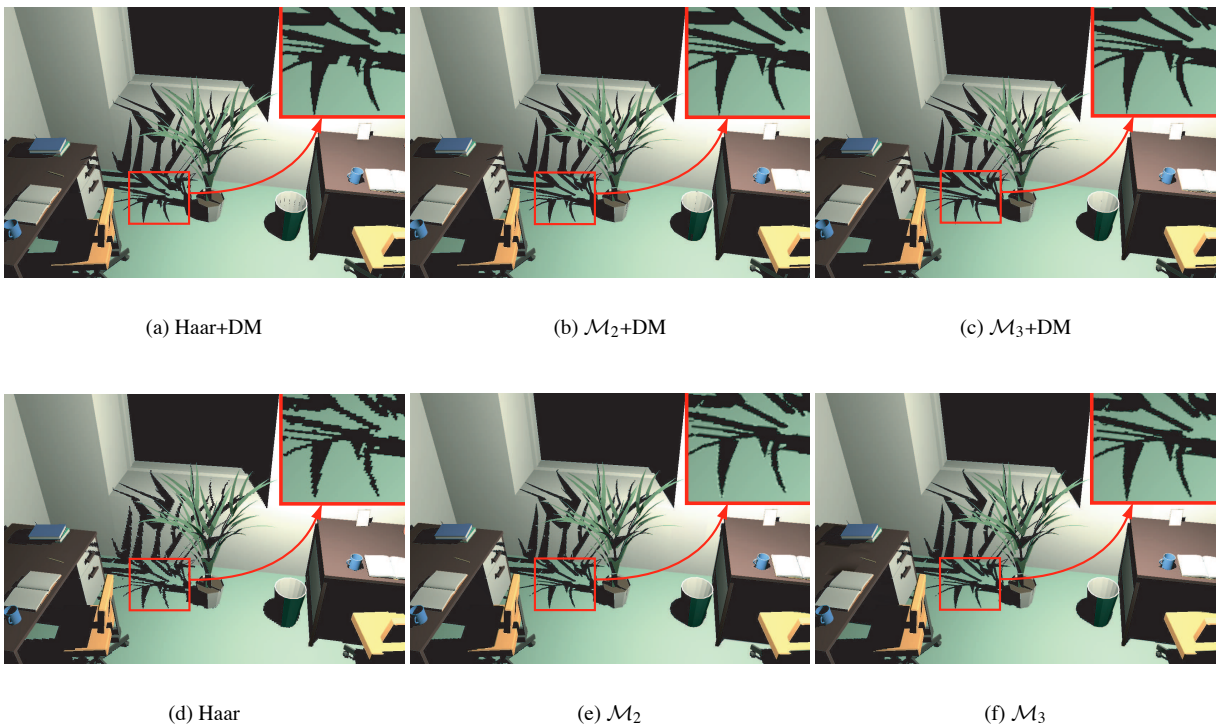 (a) Haar+DM
(b) ℳ₂+DM
(c) ℳ₃+DM
(d) Haar
(e) ℳ₂
(f) ℳ₃